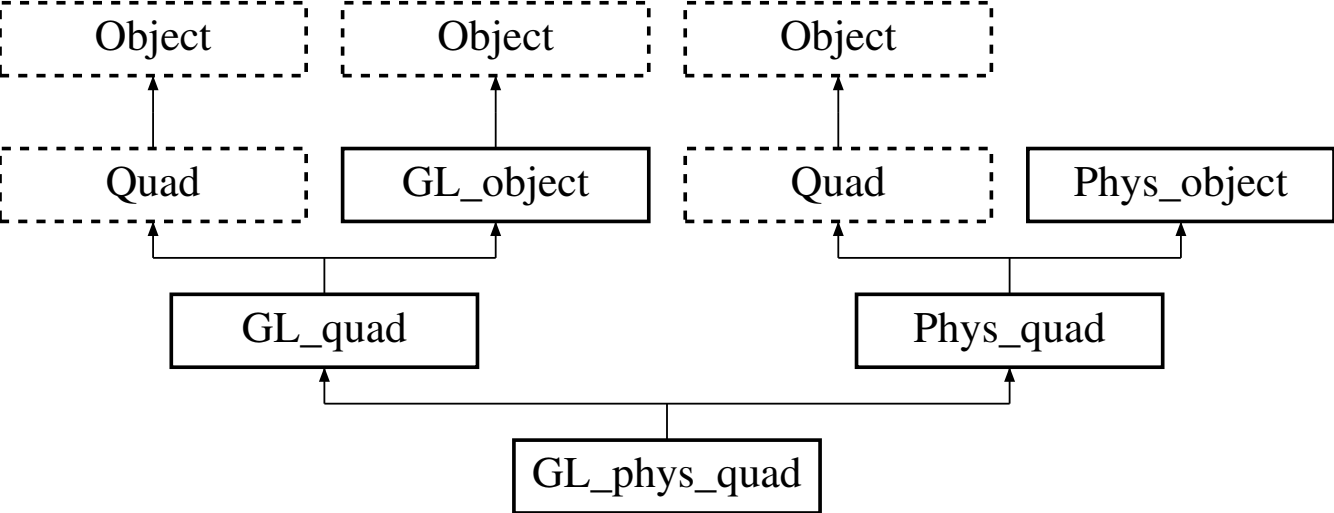 Object
Object
Object
Quad
GL_object
Quad
Phys_object
GL_quad
Phys_quad
GL_phys_quad